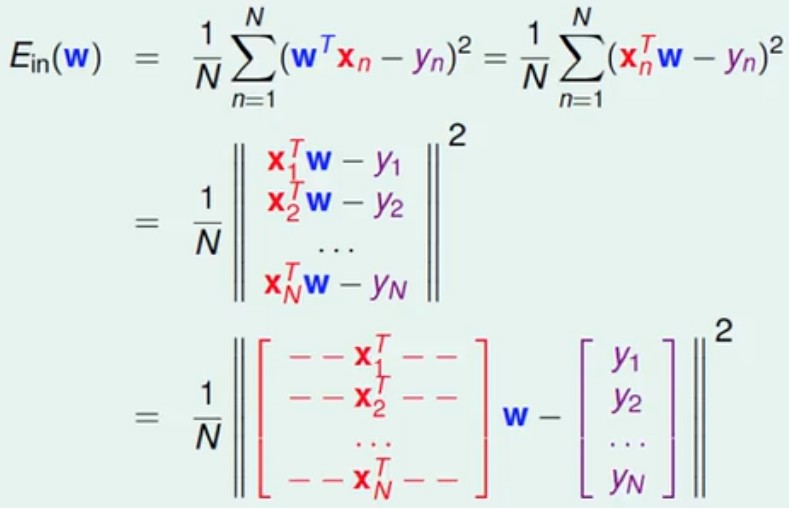 E_in(w) = 1/N ∑_{n=1}^{N} (w^T x_n − y_n)^2 = 1/N ∑_{n=1}^{N} (x_n^T w − y_n)^2
= 1/N ‖ x_1^T w − y_1
x_2^T w − y_2
...
x_N^T w − y_N ‖^2
= 1/N ‖ [ − − x_1^T − −
− − x_2^T − −
...
− − x_N^T − − ] w − [ y_1
y_2
...
y_N ] ‖^2